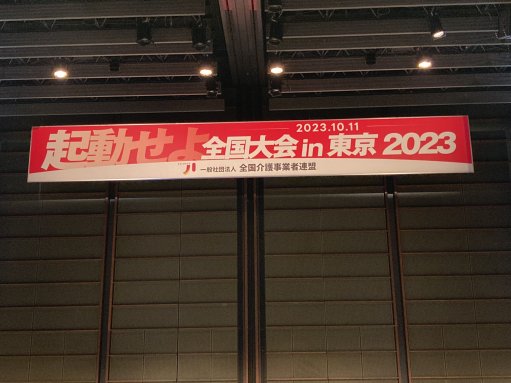 2023.10.11
起動せよ 全国大会 in 東京 2023
一般社団法人 全国介護事業者連盟